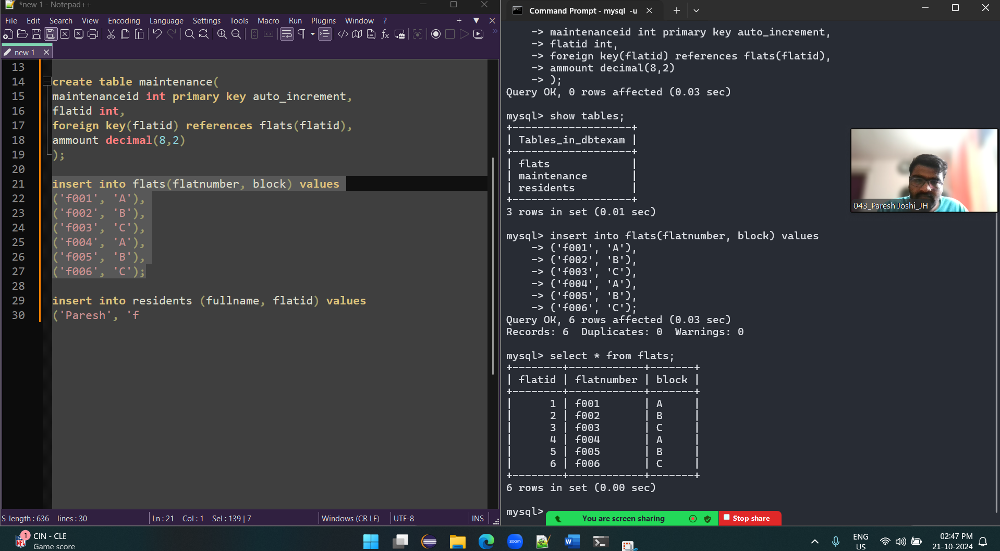 *new 1 - Notepad++
File Edit Search View Encoding Language Settings Tools Macro Run Plugins Window ?
new 1
13
14 create table maintenance(
15 maintenanceid int primary key auto_increment,
16 flatid int,
17 foreign key(flatid) references flats(flatid),
18 ammount decimal(8,2)
19 );
20
21 insert into flats(flatnumber, block) values
22 ('f001', 'A'),
23 ('f002', 'B'),
24 ('f003', 'C'),
25 ('f004', 'A'),
26 ('f005', 'B'),
27 ('f006', 'C');
28
29 insert into residents (fullname, flatid) values
30 ('Paresh', 'f
S length : 636 lines : 30 Ln : 21 Col : 1 Sel : 139 | 7 Windows (CR LF) UTF-8 INS
Command Prompt - mysql -u
-> maintenanceid int primary key auto_increment,
-> flatid int,
-> foreign key(flatid) references flats(flatid),
-> ammount decimal(8,2)
-> );
Query OK, 0 rows affected (0.03 sec)
mysql> show tables;
+-------------------+
| Tables_in_dbtexam |
+-------------------+
| flats             |
| maintenance       |
| residents         |
+-------------------+
3 rows in set (0.01 sec)
mysql> insert into flats(flatnumber, block) values
-> ('f001', 'A'),
-> ('f002', 'B'),
-> ('f003', 'C'),
-> ('f004', 'A'),
-> ('f005', 'B'),
-> ('f006', 'C');
Query OK, 6 rows affected (0.03 sec)
Records: 6 Duplicates: 0 Warnings: 0
mysql> select * from flats;
+--------+------------+-------+
| flatid | flatnumber | block |
+--------+------------+-------+
|      1 | f001       | A     |
|      2 | f002       | B     |
|      3 | f003       | C     |
|      4 | f004       | A     |
|      5 | f005       | B     |
|      6 | f006       | C     |
+--------+------------+-------+
6 rows in set (0.00 sec)
mysql>
043_Paresh Joshi_JH
You are screen sharing
Stop share
1
NFL
CIN - CLE
Game score
zoom
W
ENG
US
02:47 PM
21-10-2024